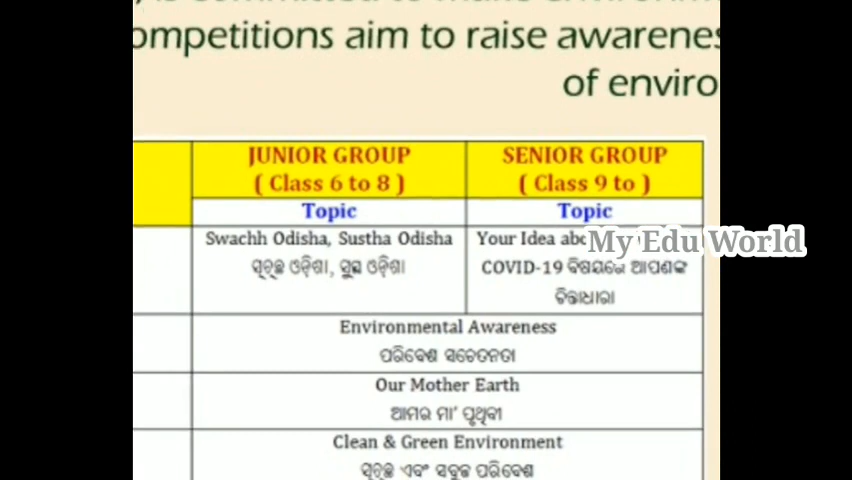 ompetitions aim to raise awarenes
of enviro
JUNIOR GROUP
( Class 6 to 8 )
SENIOR GROUP
( Class 9 to )
Topic
Topic
Swachh Odisha, Sustha Odisha
ସ୍ୱଚ୍ଛ ଓଡ଼ିଶା, ସୁସ୍ଥ ଓଡ଼ିଶା
Your Idea
COVID-19 ବିଷୟରେ ଆପଣଙ୍କ
ଚିନ୍ତାଧାରା
My Edu World
Environmental Awareness
ପରିବେଶ ସଚେତନତା
Our Mother Earth
ଆମର ମା' ପୃଥିବୀ
Clean & Green Environment
ସ୍ୱଚ୍ଛ ଏବଂ ସବୁଜ ପରିବେଶ